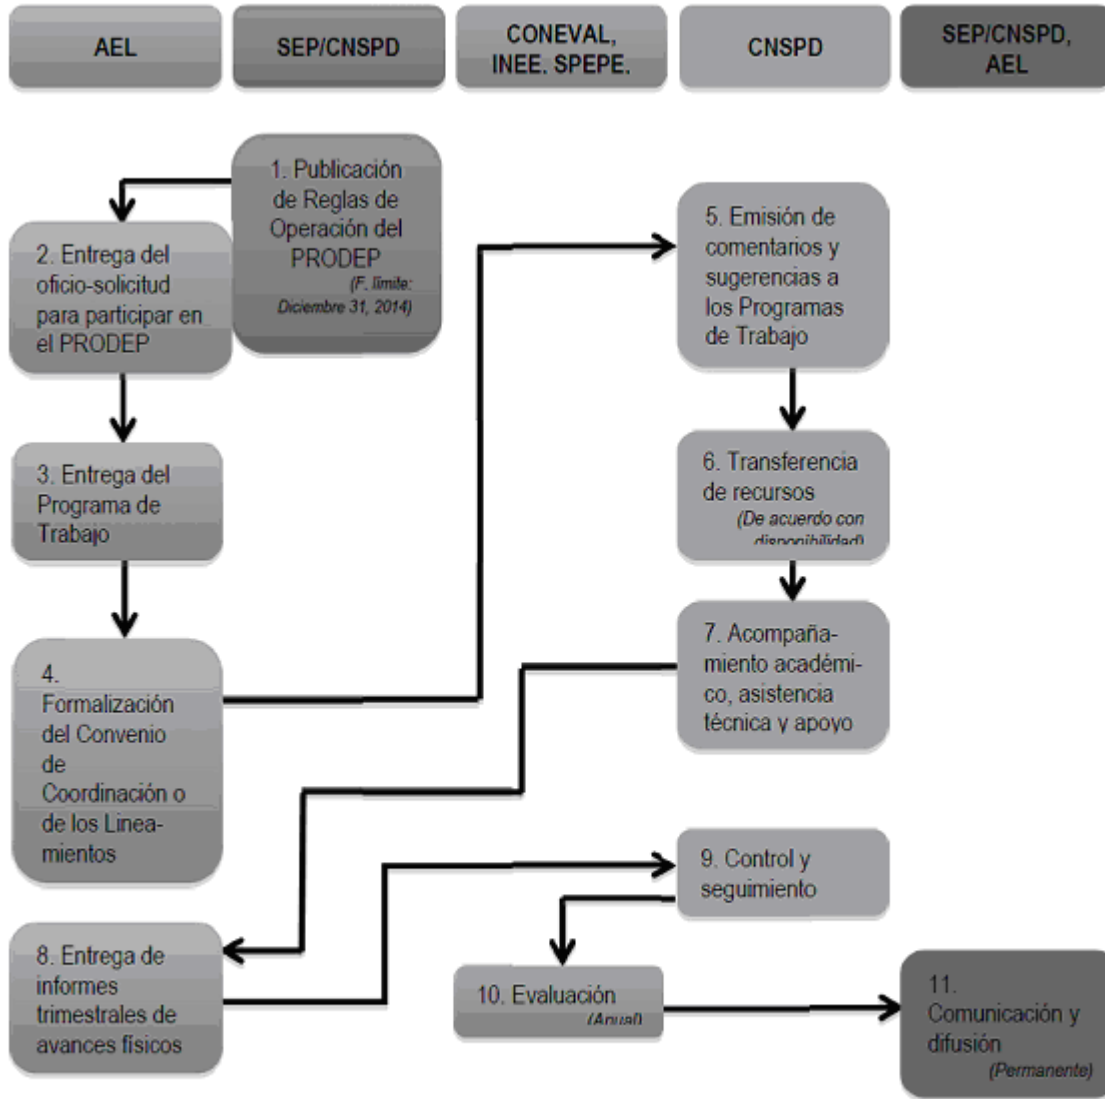 AEL
SEP/CNSPD
CONEVAL,
INEE. SPEPE.
CNSPD
SEP/CNSPD,
AEL
1. Publicación
de Reglas de
Operación del
PRODEP
(F. límite:
Diciembre 31, 2014)
2. Entrega del
oficio-solicitud
para participar en
el PRODEP
3. Entrega del
Programa de
Trabajo
4.
Formalización
del Convenio
de
Coordinación o
de los Linea-
mientos
5. Emisión de
comentarios y
sugerencias a
los Programas
de Trabajo
6. Transferencia
de recursos
(De acuerdo con
disponibilidad)
7. Acompaña-
miento académi-
co, asistencia
técnica y apoyo
8. Entrega de
informes
trimestrales de
avances físicos
9. Control y
seguimiento
10. Evaluación
(Anual)
11.
Comunicación y
difusión
(Permanente)